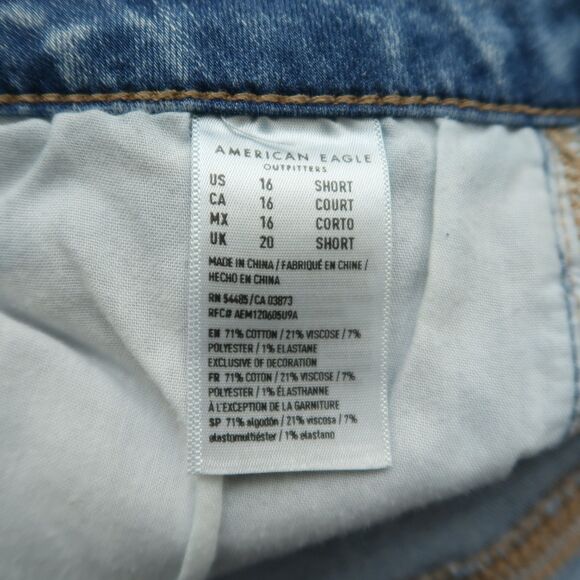 AMERICAN EAGLE
OUTFITTERS
US 16 SHORT
CA 16 COURT
MX 16 CORTO
UK 20 SHORT
MADE IN CHINA / FABRIQUÉ EN CHINE /
HECHO EN CHINA
RN 54485 / CA 03873
RFC# AEM120605U9A
EN 71% COTTON / 21% VISCOSE / 7%
POLYESTER / 1% ELASTANE
EXCLUSIVE OF DECORATION
FR 71% COTON / 21% VISCOSE / 7%
POLYESTER / 1% ÉLASTHANNE
À L'EXCEPTION DE LA GARNITURE
SP 71% algodón / 21% viscosa / 7%
elastomultiéster / 1% elastano